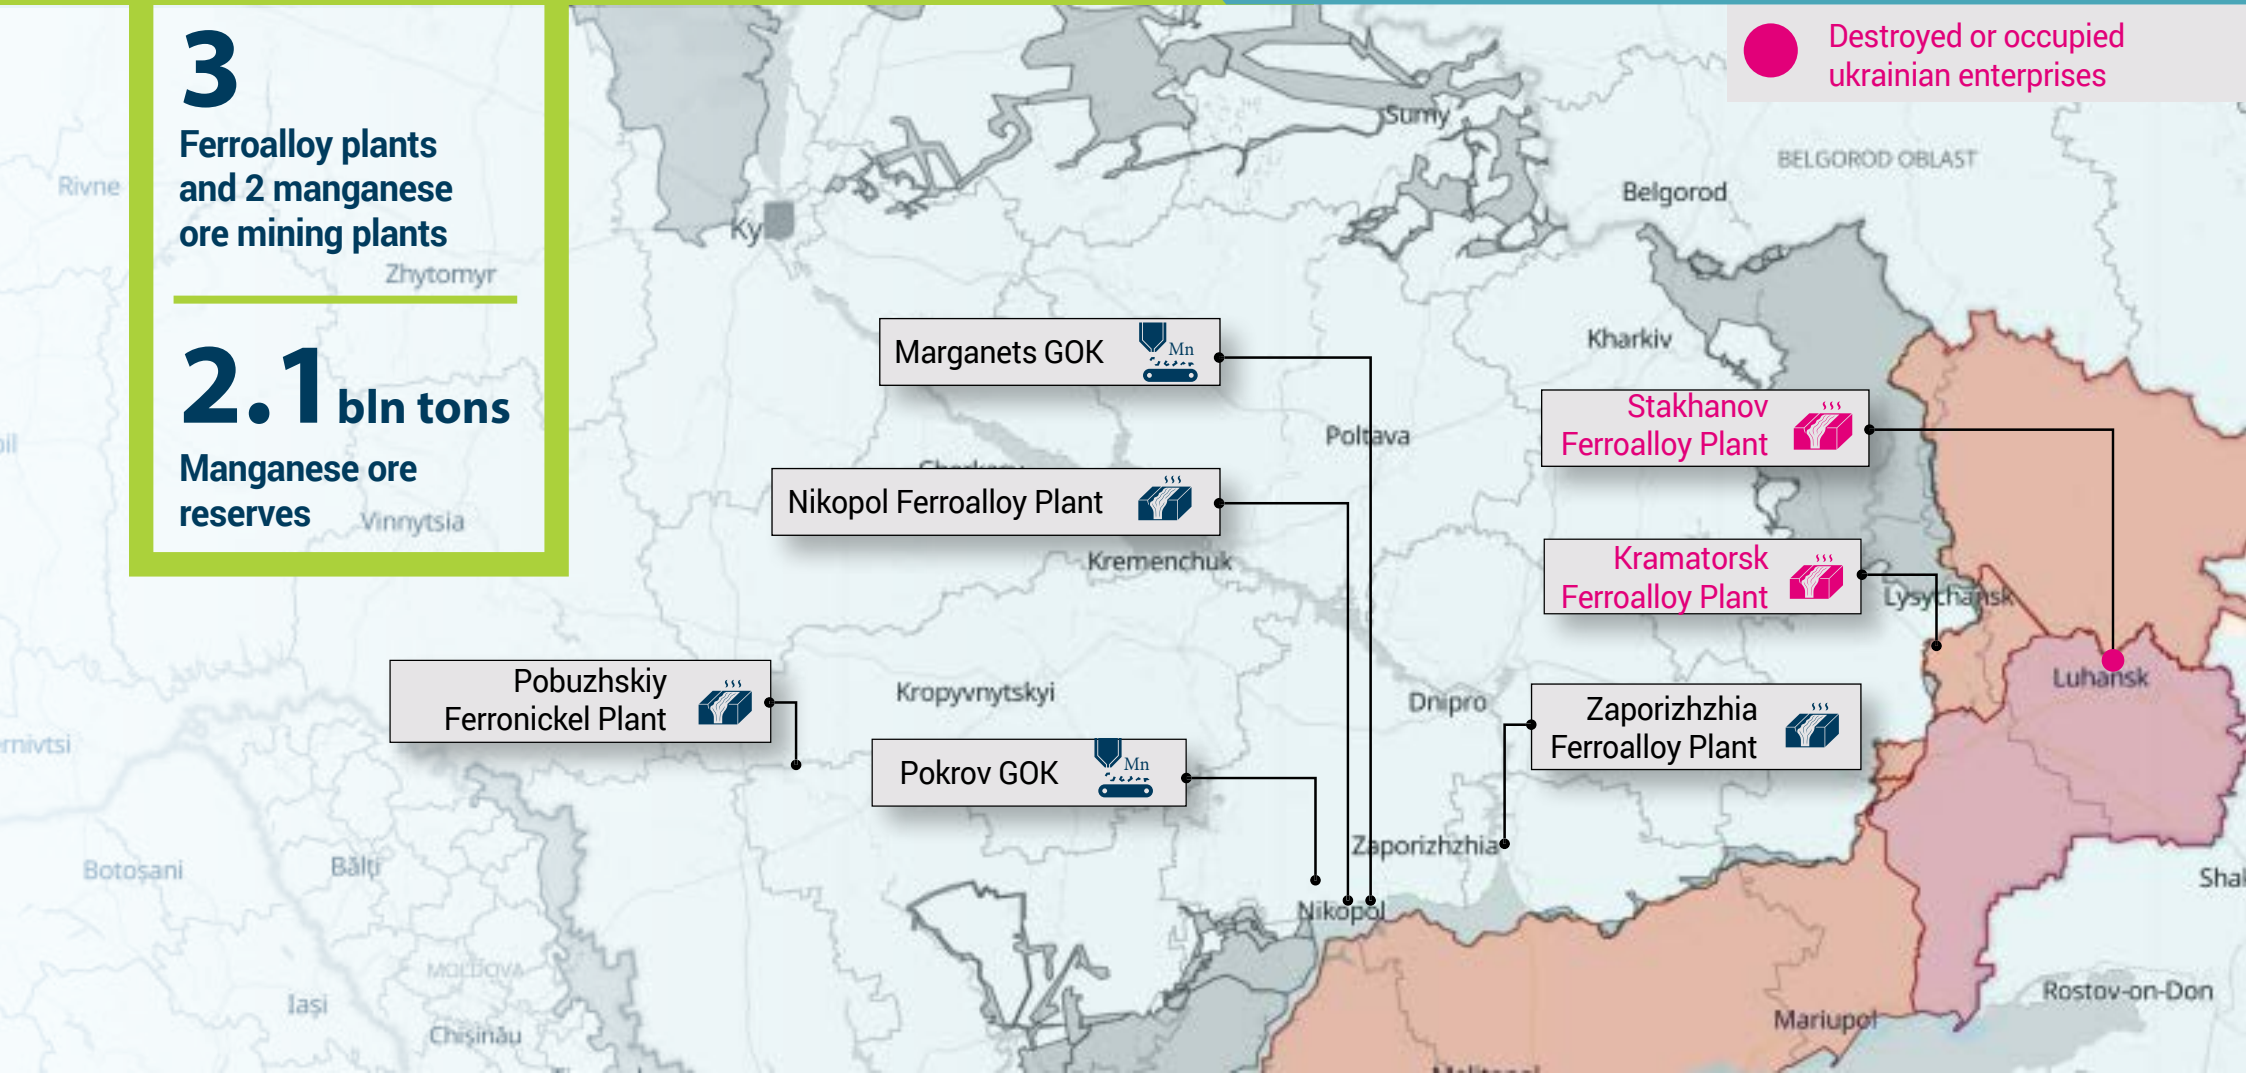 3
Ferroalloy plants
and 2 manganese
ore mining plants
2.1 bln tons
Manganese ore
reserves
Destroyed or occupied
ukrainian enterprises
Sumy
BELGOROD OBLAST
Rivne
Belgorod
Zhytomyr
Kharkiv
Marganets GOK
Mn
Stakhanov
Ferroalloy Plant
Poltava
Nikopol Ferroalloy Plant
Vinnytsia
Kremenchuk
Kramatorsk
Ferroalloy Plant
Lysychansk
Pobuzhskiy
Ferronickel Plant
Kropyvnytskyi
Dnipro
Luhansk
Zaporizhzhia
Ferroalloy Plant
Pokrov GOK
Mn
Zaporizhzhia
Botoșani
Bălți
Nikopol
MOLDOVA
Iași
Chișinău
Rostov-on-Don
Mariupol